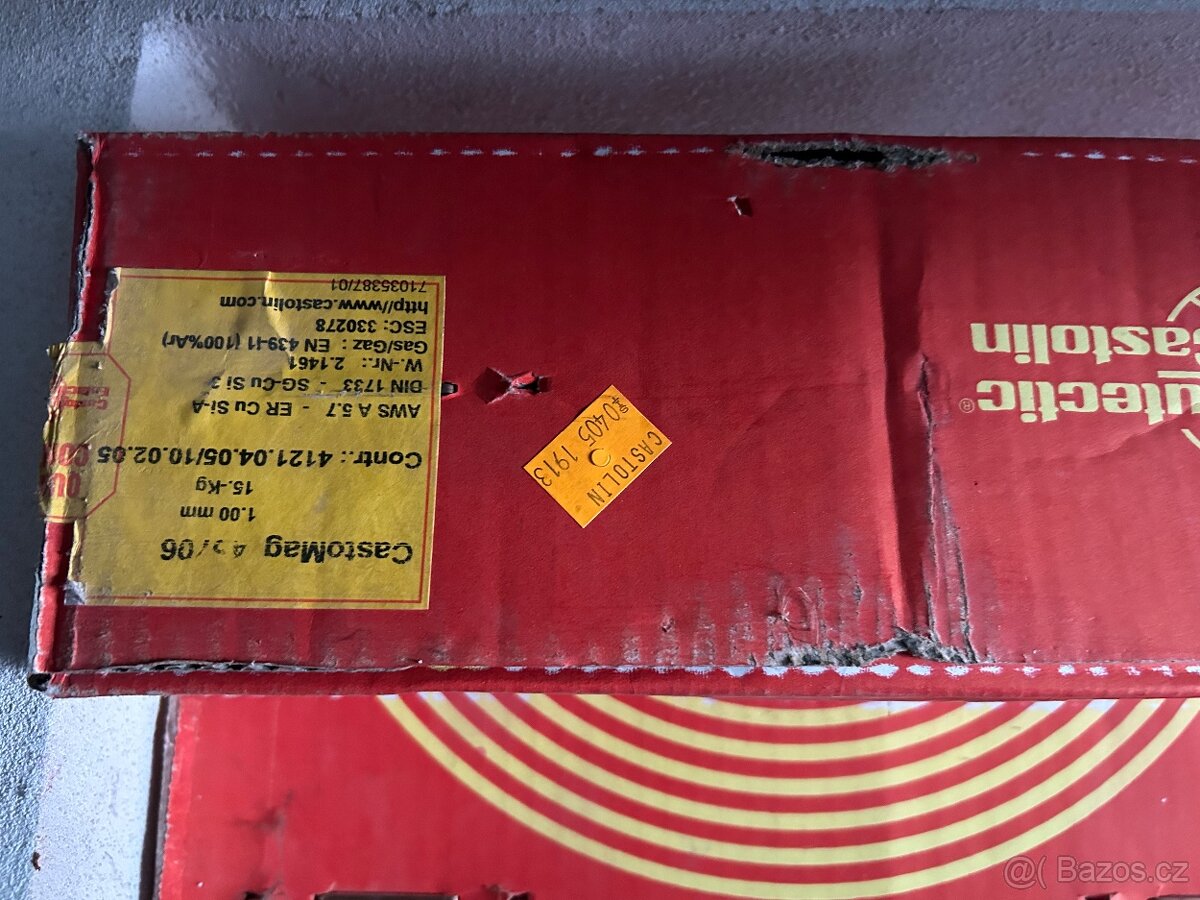 CastoMag 45706
1.00 mm
15.-Kg
Contr.: 4121.04.05/10.02.05
AWS A 5.7 - ER Cu Si-A
DIN 1733 - SG-Cu Si 3
W.-Nr.: 2.1461
Gas/Gaz : EN 439-I1 (100%Ar)
ESC: 330278
http//www.castolin.com
71035387/01
CASTOLIN
0405 1913
utectic®
astolin
@( Bazos.cz